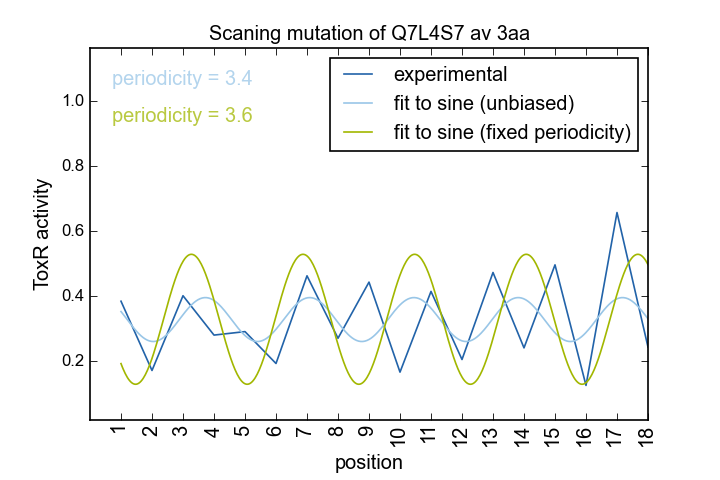 Scaning mutation of Q7L4S7 av 3aa
periodicity = 3.4
periodicity = 3.6
experimental
fit to sine (unbiased)
fit to sine (fixed periodicity)
ToxR activity
1.0
0.8
0.6
0.4
0.2
1 2 3 4 5 6 7 8 9 10 11 12 13 14 15 16 17 18
position